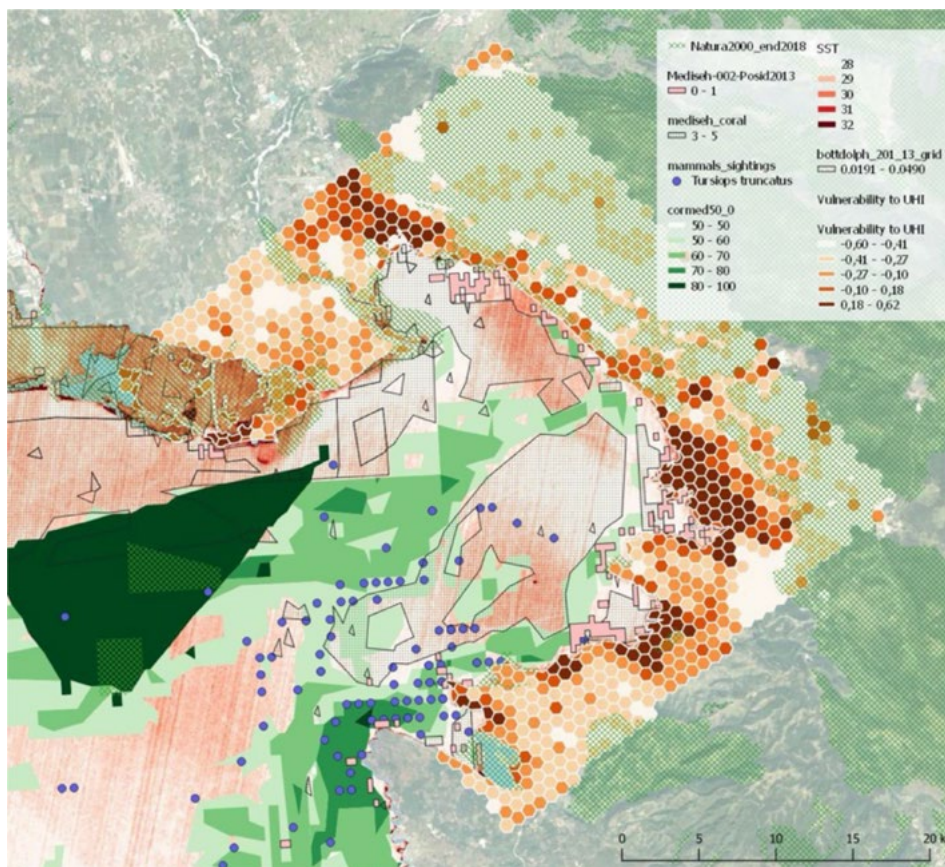 Natura2000_end2018
Mediseh-002-Posid2013
0 - 1
mediseh_coral
3 - 5
mammals_sightings
Tursiops truncatus
cormed50_0
50 - 50
50 - 60
60 - 70
70 - 80
80 - 100
SST
28
29
30
31
32
bottdolph_201_13_grid
0.0191 - 0.0490
Vulnerability to UHI
Vulnerability to UHI
-0,60 - -0,41
-0,41 - -0,27
-0,27 - -0,10
-0,10 - 0,18
0,18 - 0,62
0 5 10 15 20 k